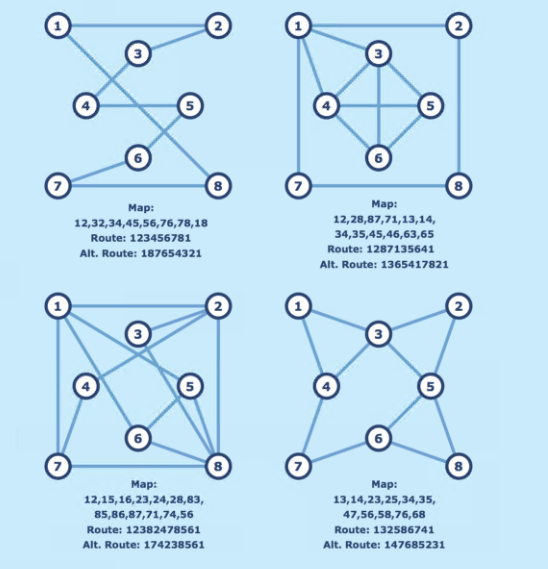 1 2
3
4 5
6
7 8
Map:
12,32,34,45,56,76,78,18
Route: 123456781
Alt. Route: 187654321
1 2
3
4 5
6
7 8
Map:
12,28,87,71,13,14,
34,35,45,46,63,65
Route: 1287135641
Alt. Route: 1365417821
1 2
3
4 5
6
7 8
Map:
12,15,16,23,24,28,83,
85,86,87,71,74,56
Route: 12382478561
Alt. Route: 174238561
1 2
3
4 5
6
7 8
Map:
13,14,23,25,34,35,
47,56,58,76,68
Route: 132586741
Alt. Route: 147685231